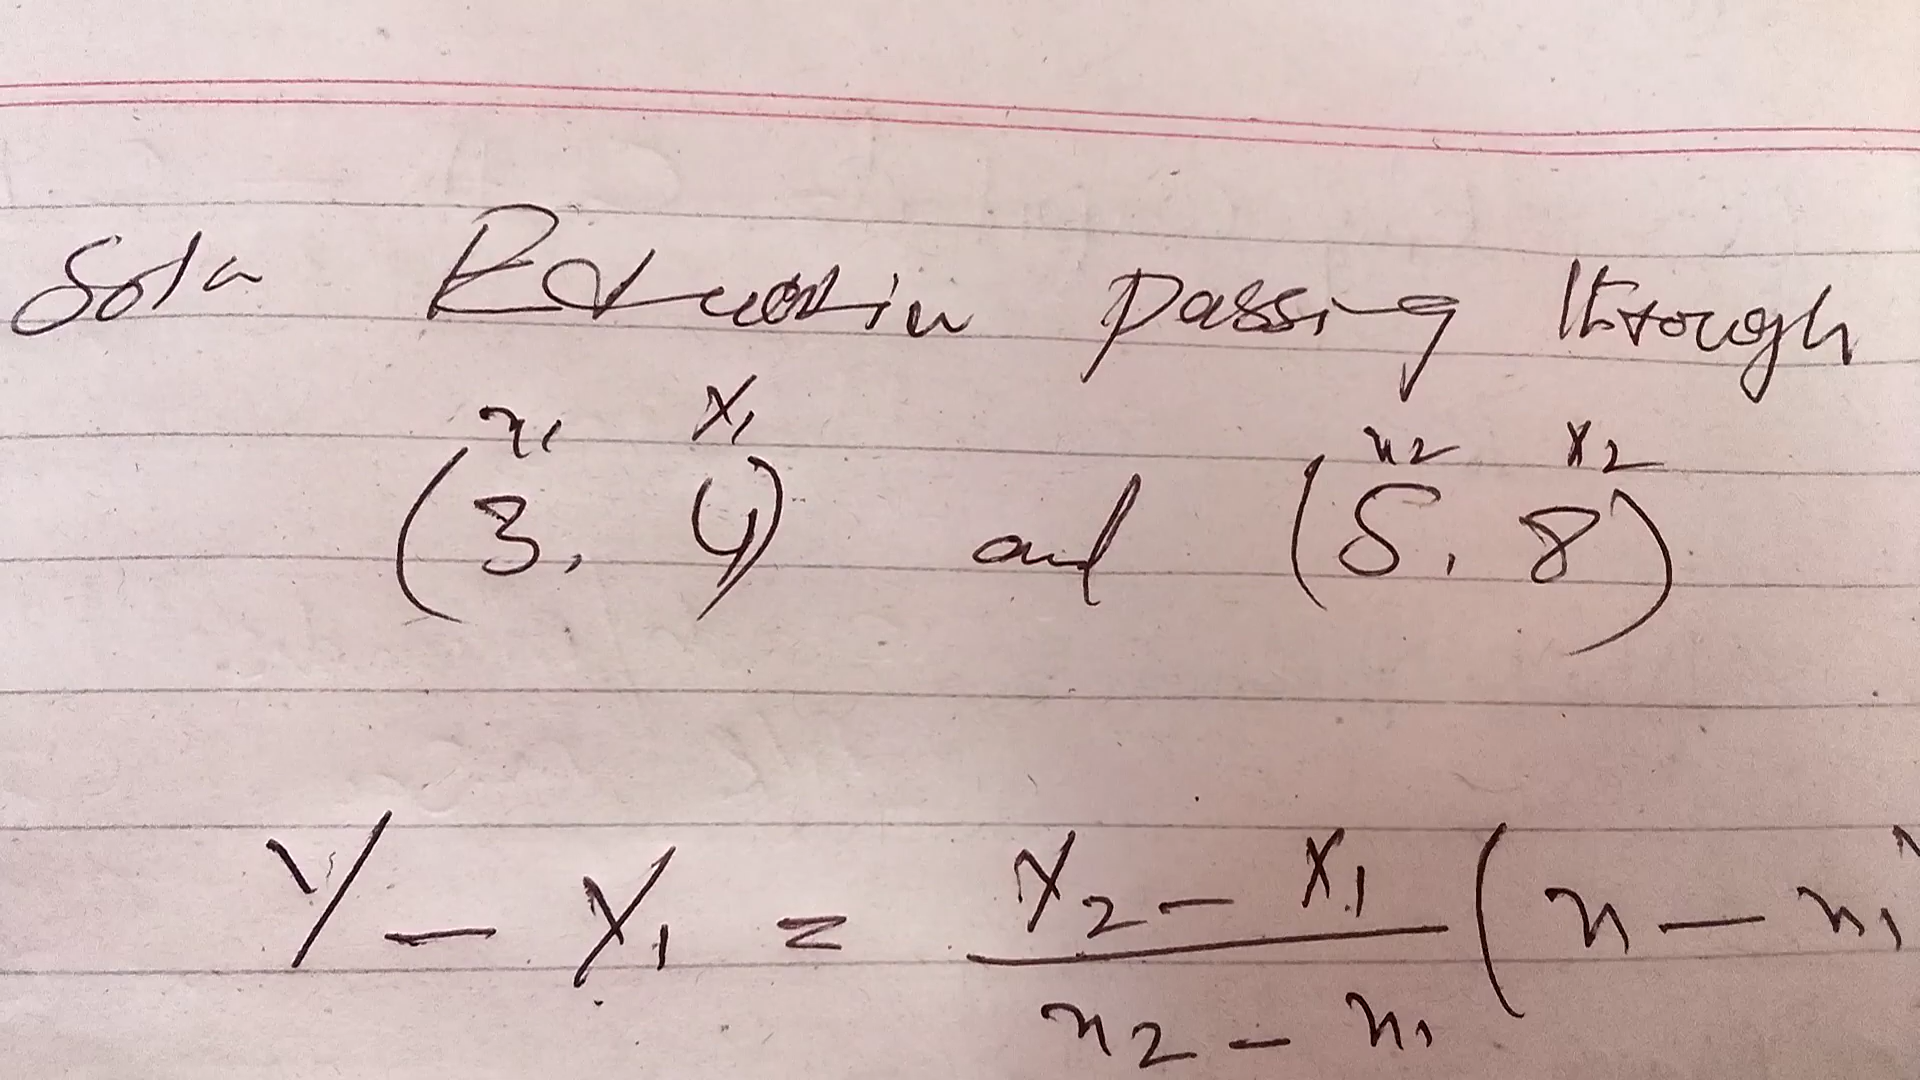 Soln Equation passing through
x1 y1 x2 y2
(3, 4) and (5, 8)
y - y1 = y2 - y1 (x - x1)
x2 - x1